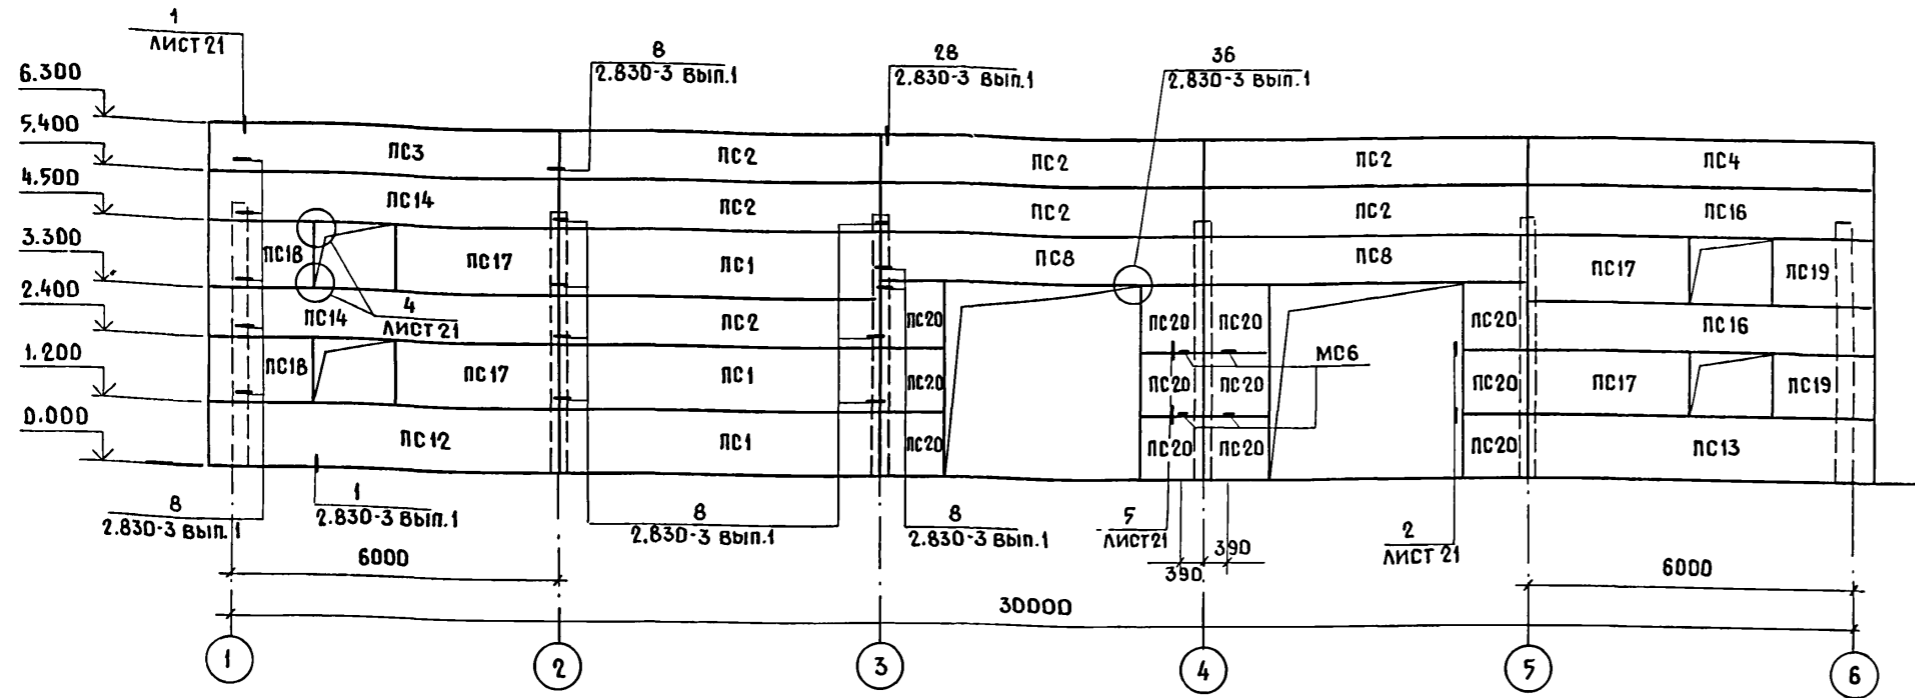 1
ЛИСТ 21
8
2.830-3 ВЫП.1
28
2.830-3 ВЫП.1
36
2.830-3 ВЫП.1
6.300
5.400
4.500
3.300
2.400
1.200
0.000
ПС3
ПС2
ПС2
ПС2
ПС4
ПС14
ПС2
ПС2
ПС2
ПС16
ПС18
ПС17
ПС1
ПС8
ПС8
ПС17
ПС19
ПС14
4
ЛИСТ 21
ПС2
ПС20
ПС20
ПС20
ПС20
ПС16
МС6
ПС18
ПС17
ПС1
ПС20
ПС20
ПС20
ПС20
ПС17
ПС19
ПС12
ПС1
ПС20
ПС20
ПС20
ПС20
ПС13
8
2.830-3 ВЫП.1
1
2.830-3 ВЫП.1
8
2.830-3 ВЫП.1
8
2.830-3 ВЫП.1
5
ЛИСТ21
390
390
2
ЛИСТ 21
6000
6000
30000
1
2
3
4
5
6